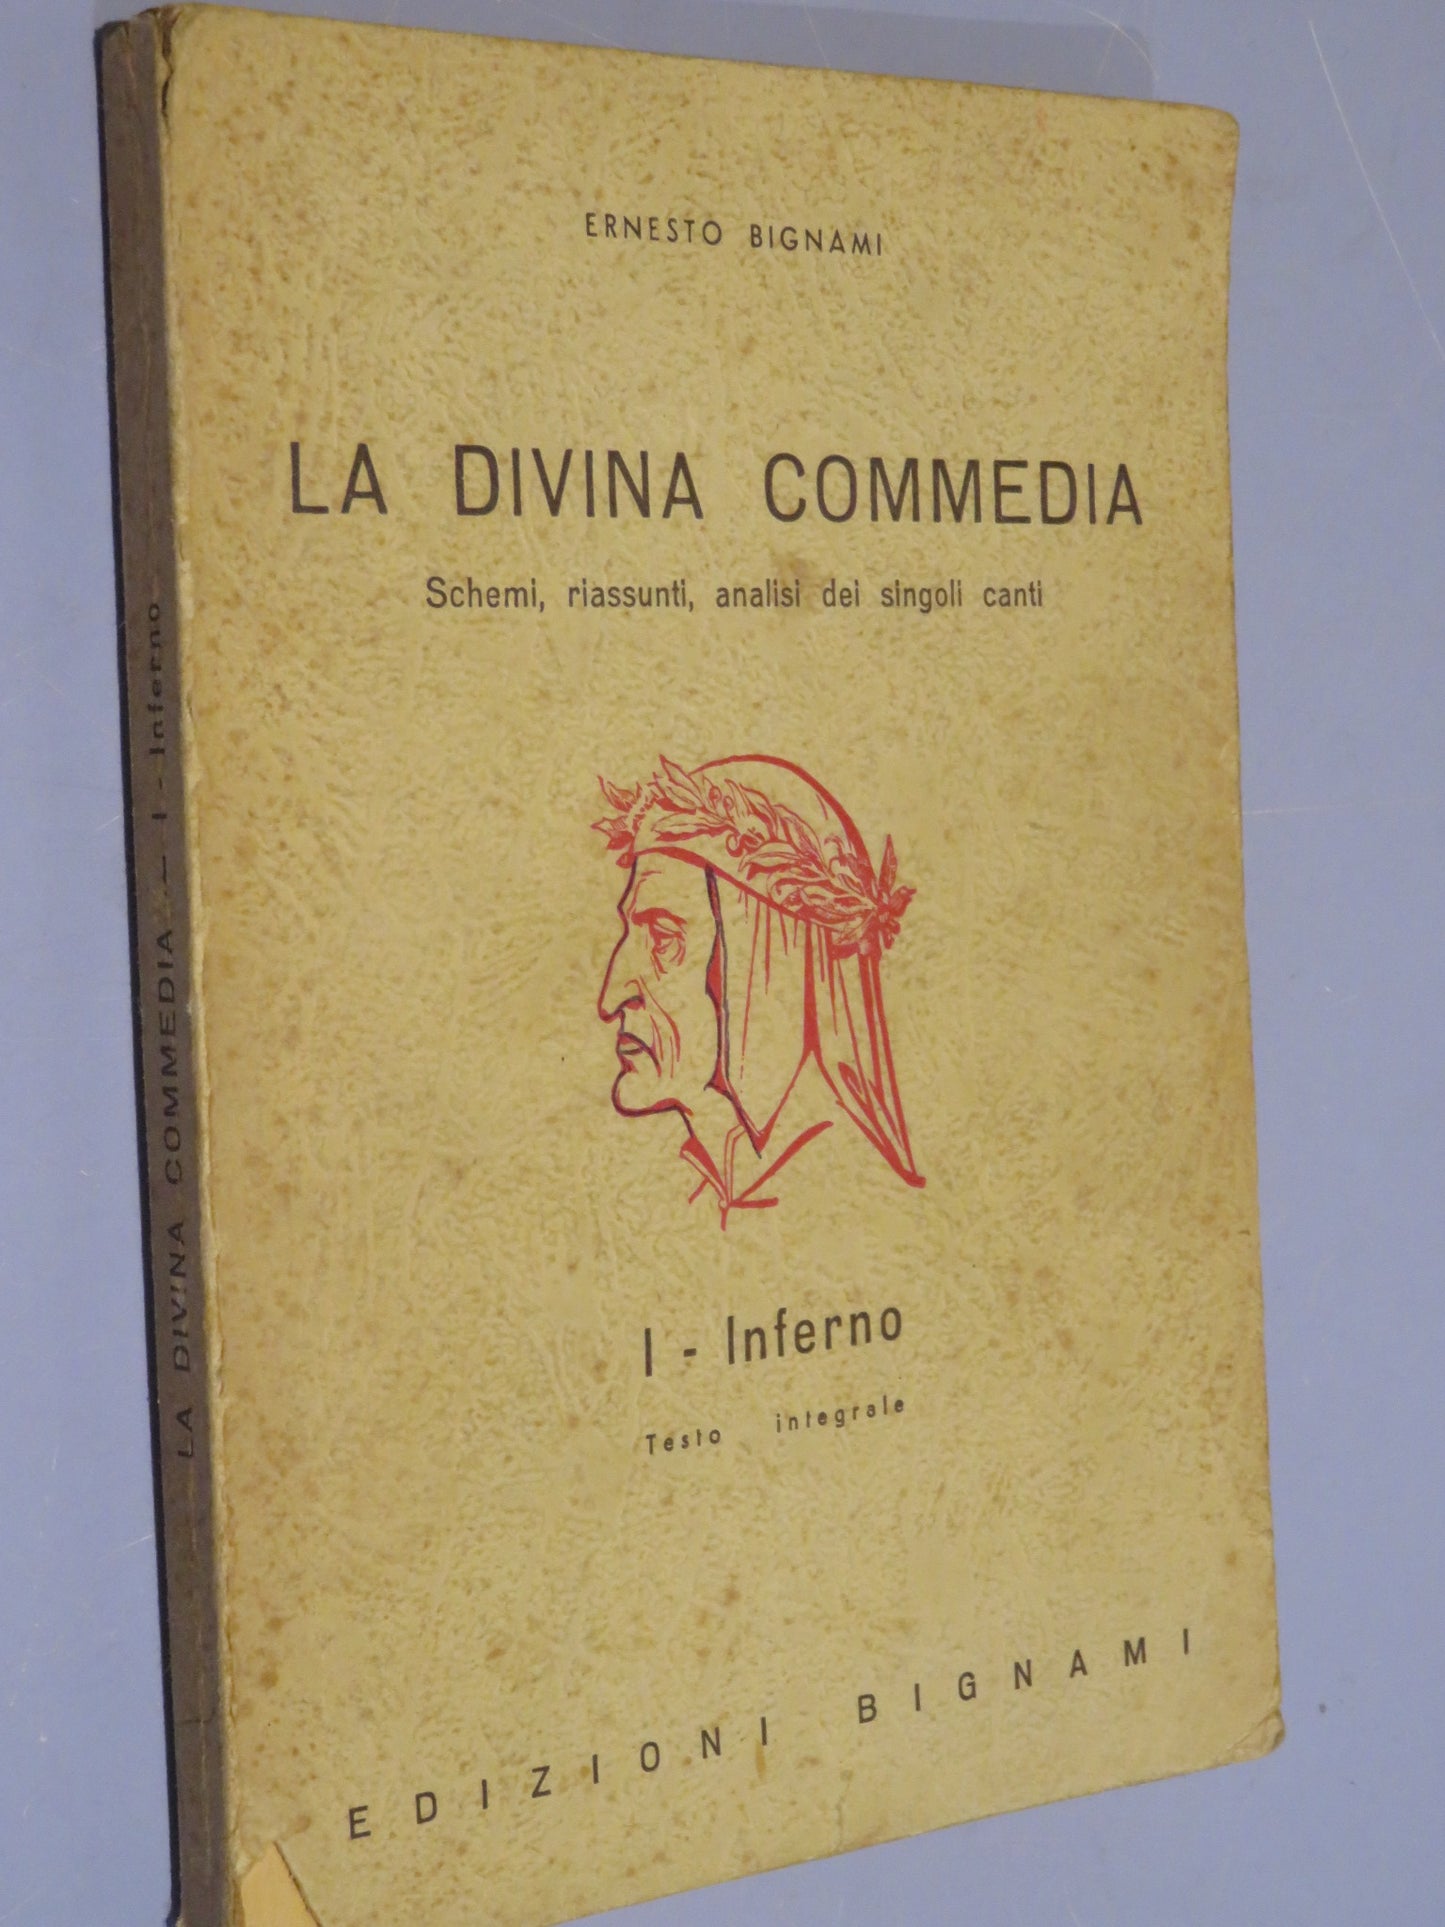 ERNESTO BIGNAMI
LA DIVINA COMMEDIA
Schemi, riassunti, analisi dei singoli canti
I - Inferno
Testo integrale
EDIZIONI BIGNAMI
LA DIVINA COMMEDIA — I - Inferno